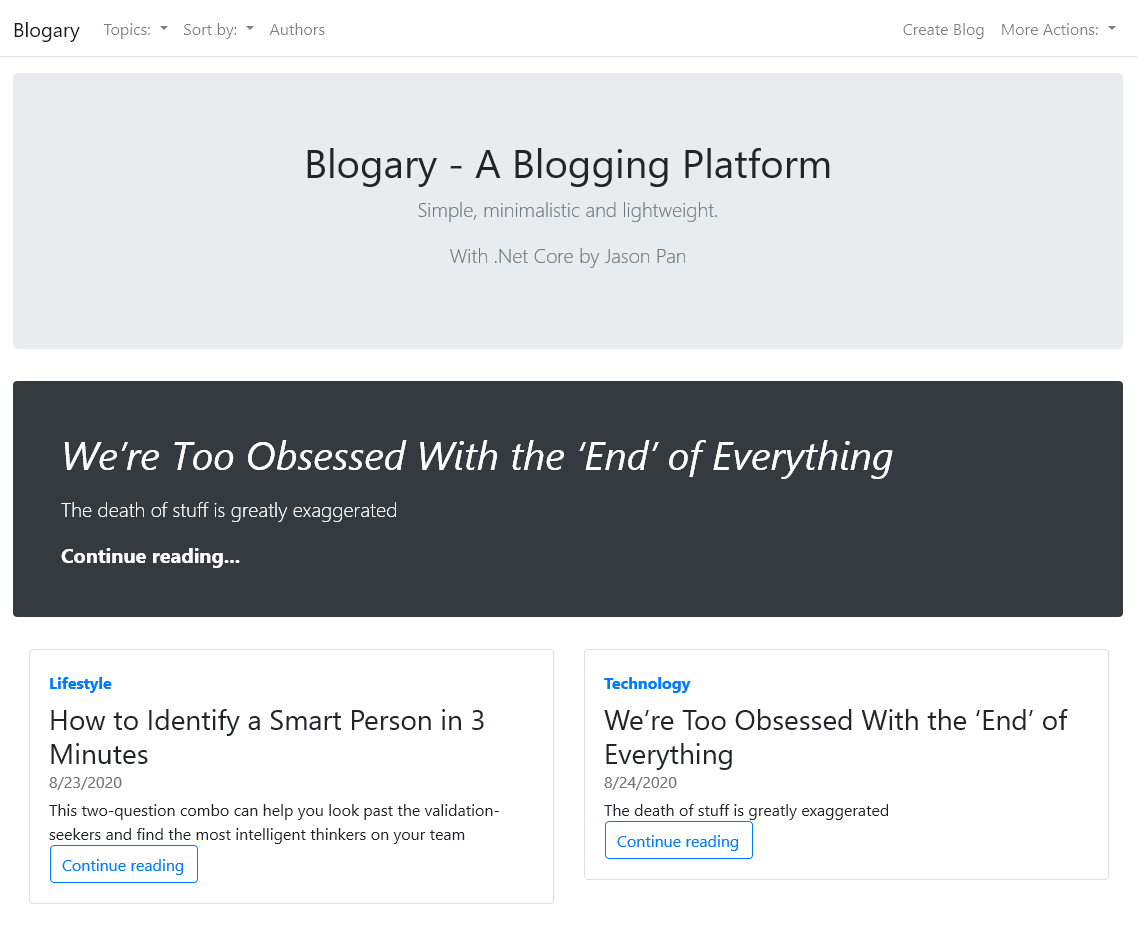 Blogary Topics: Sort by: Authors Create Blog More Actions:
Blogary - A Blogging Platform
Simple, minimalistic and lightweight.
With .Net Core by Jason Pan
We’re Too Obsessed With the ‘End’ of Everything
The death of stuff is greatly exaggerated
Continue reading...
Lifestyle
How to Identify a Smart Person in 3
Minutes
8/23/2020
This two-question combo can help you look past the validation-
seekers and find the most intelligent thinkers on your team
Continue reading
Technology
We’re Too Obsessed With the ‘End’ of
Everything
8/24/2020
The death of stuff is greatly exaggerated
Continue reading